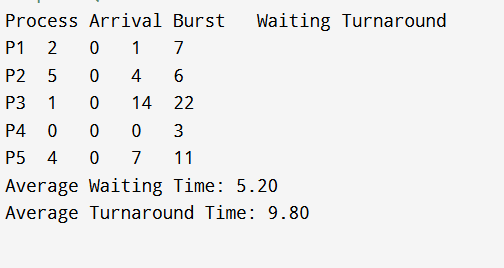 Process Arrival Burst Waiting Turnaround
P1 2 0 1 7
P2 5 0 4 6
P3 1 0 14 22
P4 0 0 0 3
P5 4 0 7 11
Average Waiting Time: 5.20
Average Turnaround Time: 9.80